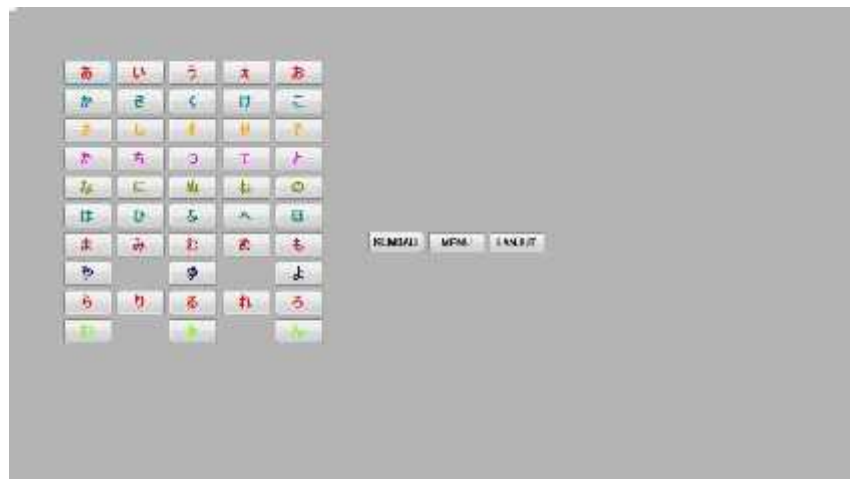 あ い う え お
か き く け こ
さ し す せ そ
た ち つ て と
な に ぬ ね の
は ひ ふ へ ほ
ま み む め も
や ゆ よ
ら り る れ ろ
わ を ん
KEMBALI MENU LANJUT